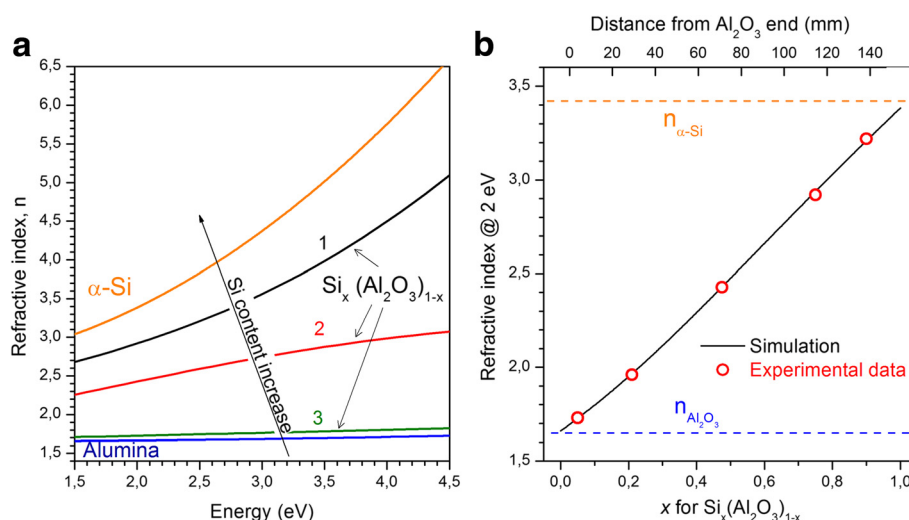 a
6,5
6,0
5,5
5,0
4,5
4,0
3,5
3,0
2,5
2,0
1,5
Refractive index, n
α-Si
1
2
3
Si content increase
Siₓ (Al₂O₃)₁₋ₓ
Alumina
1,5 2,0 2,5 3,0 3,5 4,0 4,5
Energy (eV)
b
Distance from Al₂O₃ end (mm)
0 20 40 60 80 100 120 140
3,5
3,0
2,5
2,0
1,5
Refractive index @ 2 eV
n α-Si
Simulation
Experimental data
n Al₂O₃
0,0 0,2 0,4 0,6 0,8 1,0
x for Siₓ(Al₂O₃)₁₋ₓ